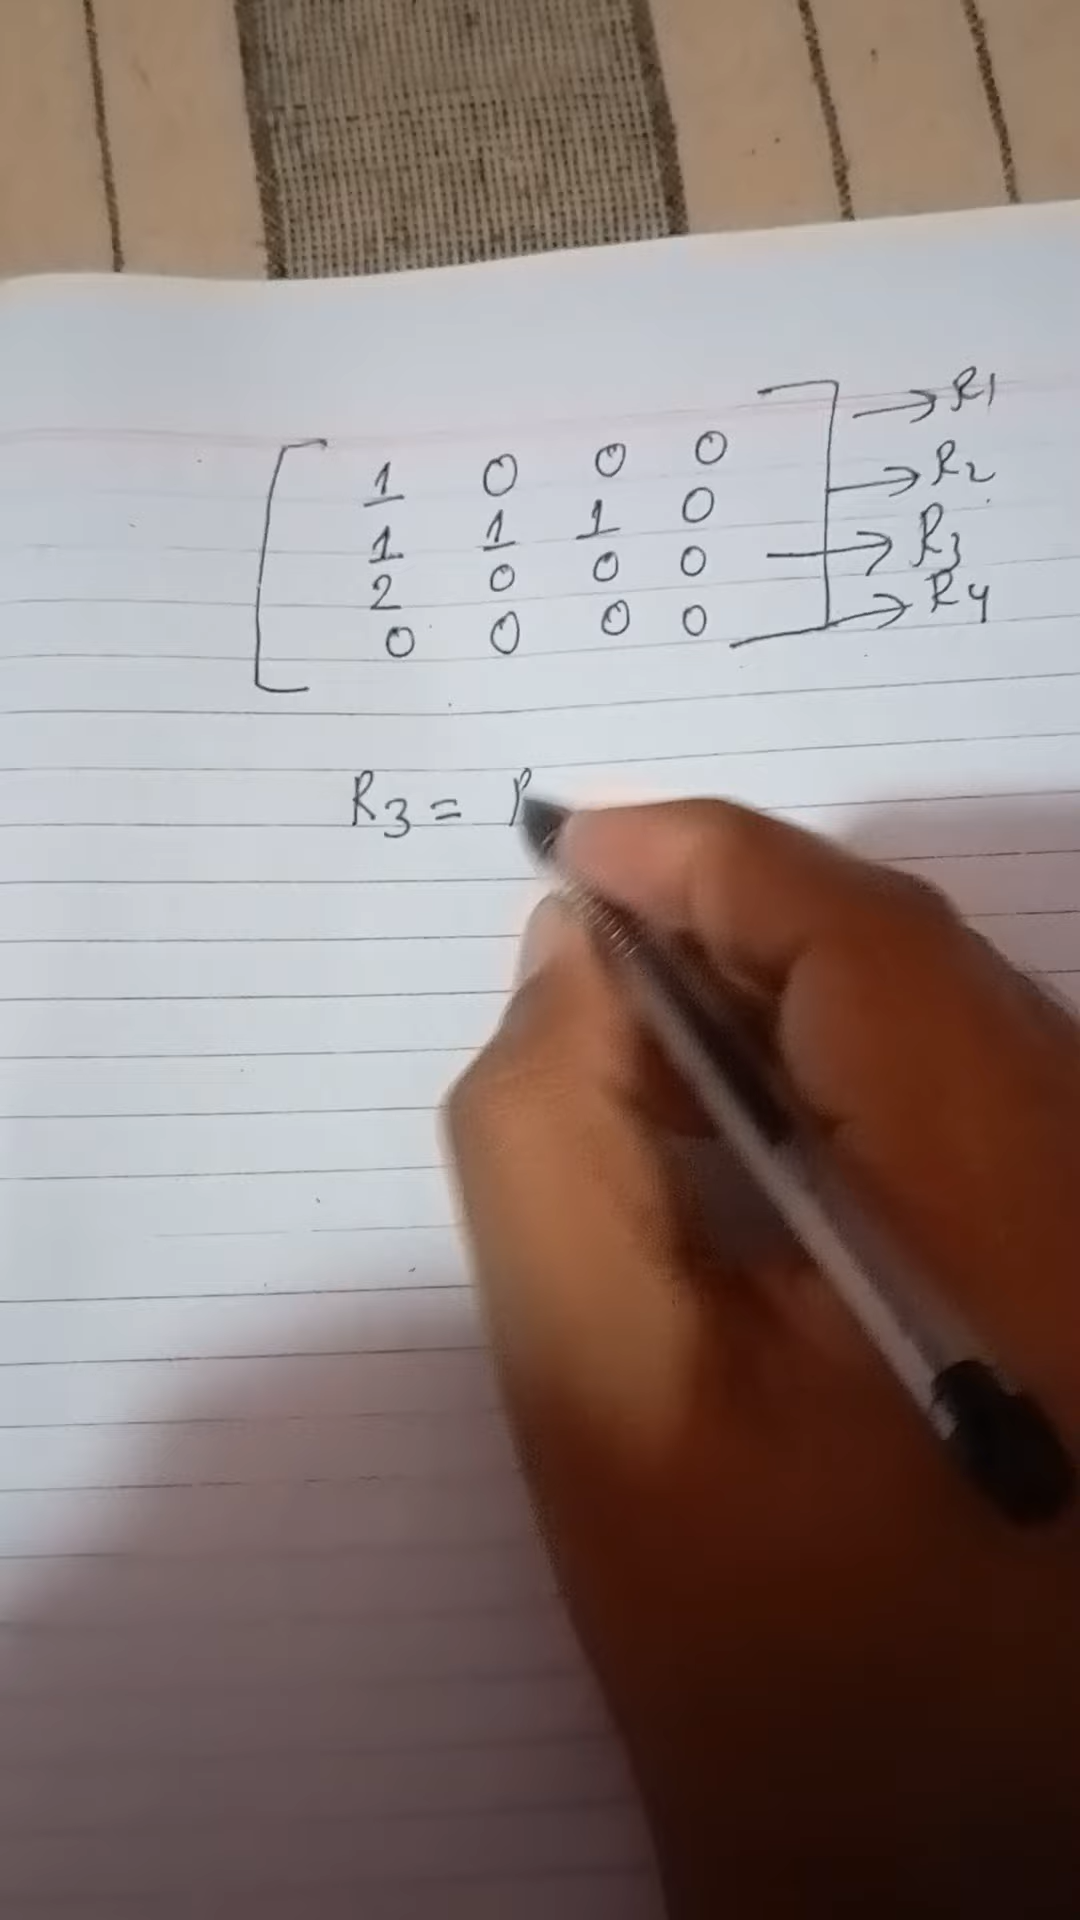 1 0 0 0 → R1
1 1 1 0 → R2
2 0 0 0 → R3
0 0 0 0 → R4
R3 = R